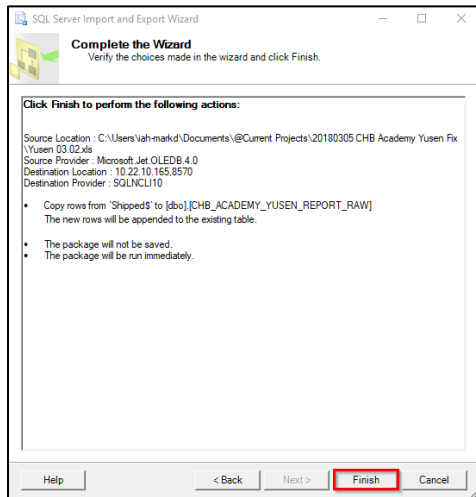 SQL Server Import and Export Wizard
Complete the Wizard
Verify the choices made in the wizard and click Finish.
Click Finish to perform the following actions:
Source Location : C:\Users\iah-markd\Documents\@Current Projects\20180305 CHB Academy Yusen Fix
\Yusen 03.02.xls
Source Provider : Microsoft.Jet.OLEDB.4.0
Destination Location : 10.22.10.165,8570
Destination Provider : SQLNCLI10
• Copy rows from `Shipped$` to [dbo].[CHB_ACADEMY_YUSEN_REPORT_RAW]
The new rows will be appended to the existing table.
• The package will not be saved.
• The package will be run immediately.
Help < Back Next > Finish Cancel